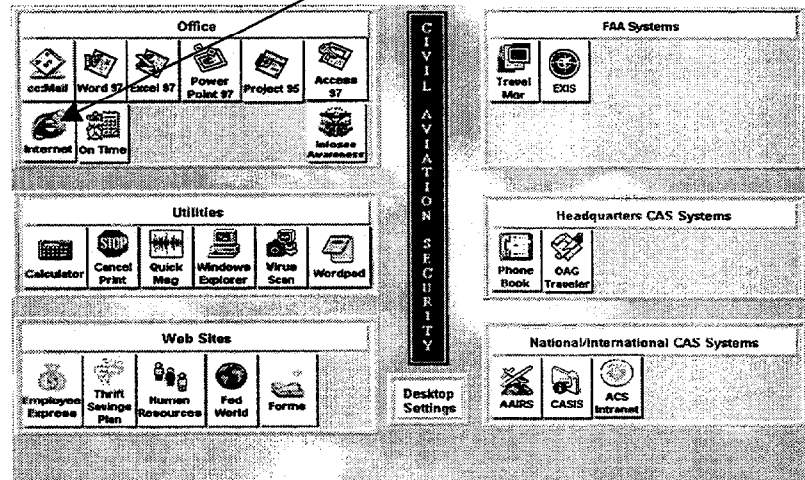 Office
cc:Mail
Word 97
Excel 97
Power
Point 97
Project 95
Access
97
Internet
On Time
Infosec
Awareness
Utilities
Calculator
Cancel
Print
Quick
Msg
Windows
Explorer
Virus
Scan
Wordpad
Web Sites
Employee
Express
Thrift
Savings
Plan
Human
Resources
Fed
World
Forms
CIVIL AVIATION SECURITY
Desktop
Settings
FAA Systems
Travel
Mgr
EXIS
Headquarters CAS Systems
Phone
Book
OAG
Traveler
National/International CAS Systems
AAIRS
CASIS
ACS
Intranet
STOP